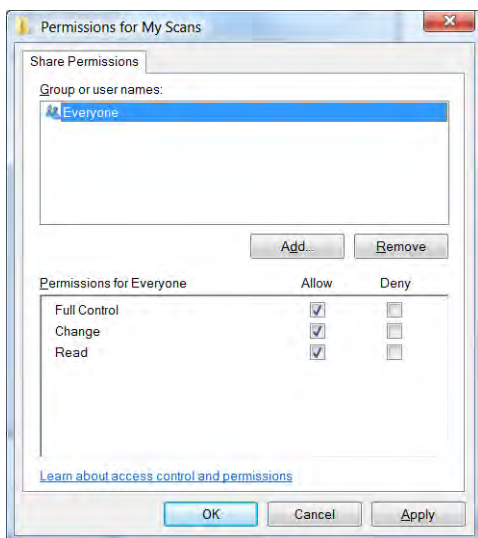 Permissions for My Scans
Share Permissions
Group or user names:
Everyone
Add... Remove
Permissions for Everyone Allow Deny
Full Control
Change
Read
Learn about access control and permissions
OK Cancel Apply